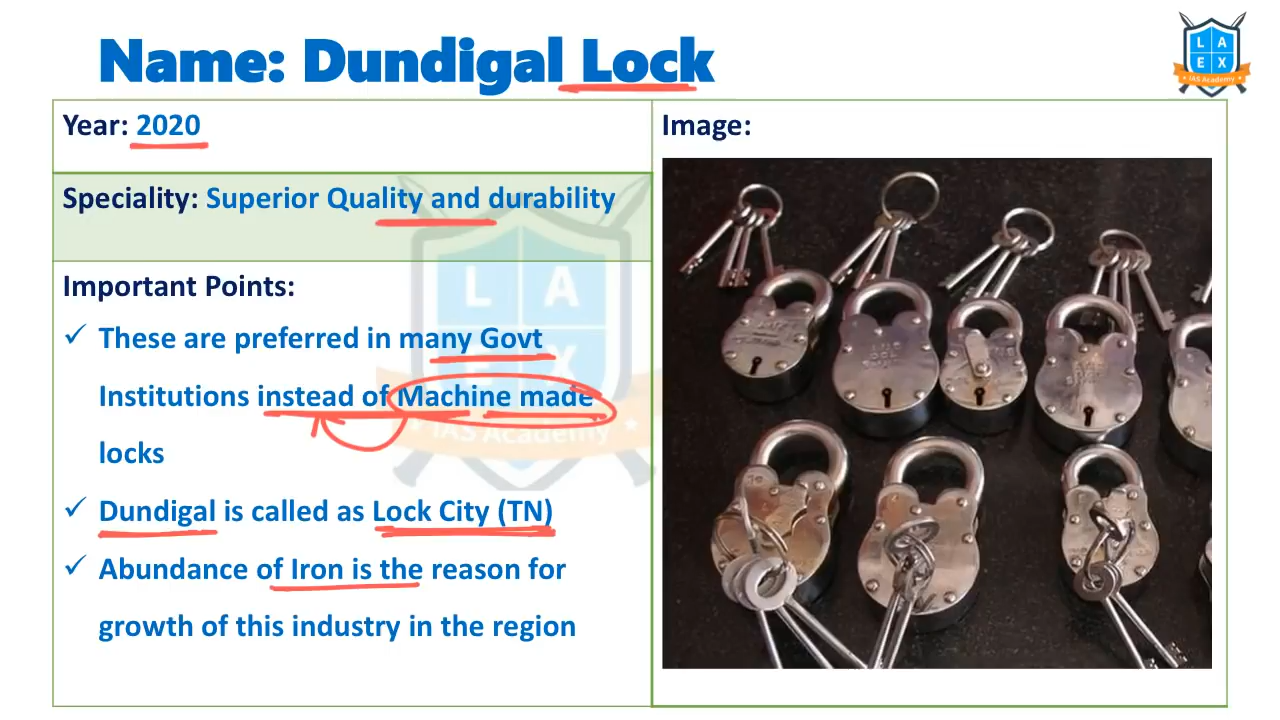 Name: Dundigal Lock
L A
E X
IAS Academy
Year: 2020
Image:
Speciality: Superior Quality and durability
Important Points:
✓ These are preferred in many Govt
Institutions instead of Machine made
locks
✓ Dundigal is called as Lock City (TN)
✓ Abundance of Iron is the reason for
growth of this industry in the region
L A
E X
IAS Academy